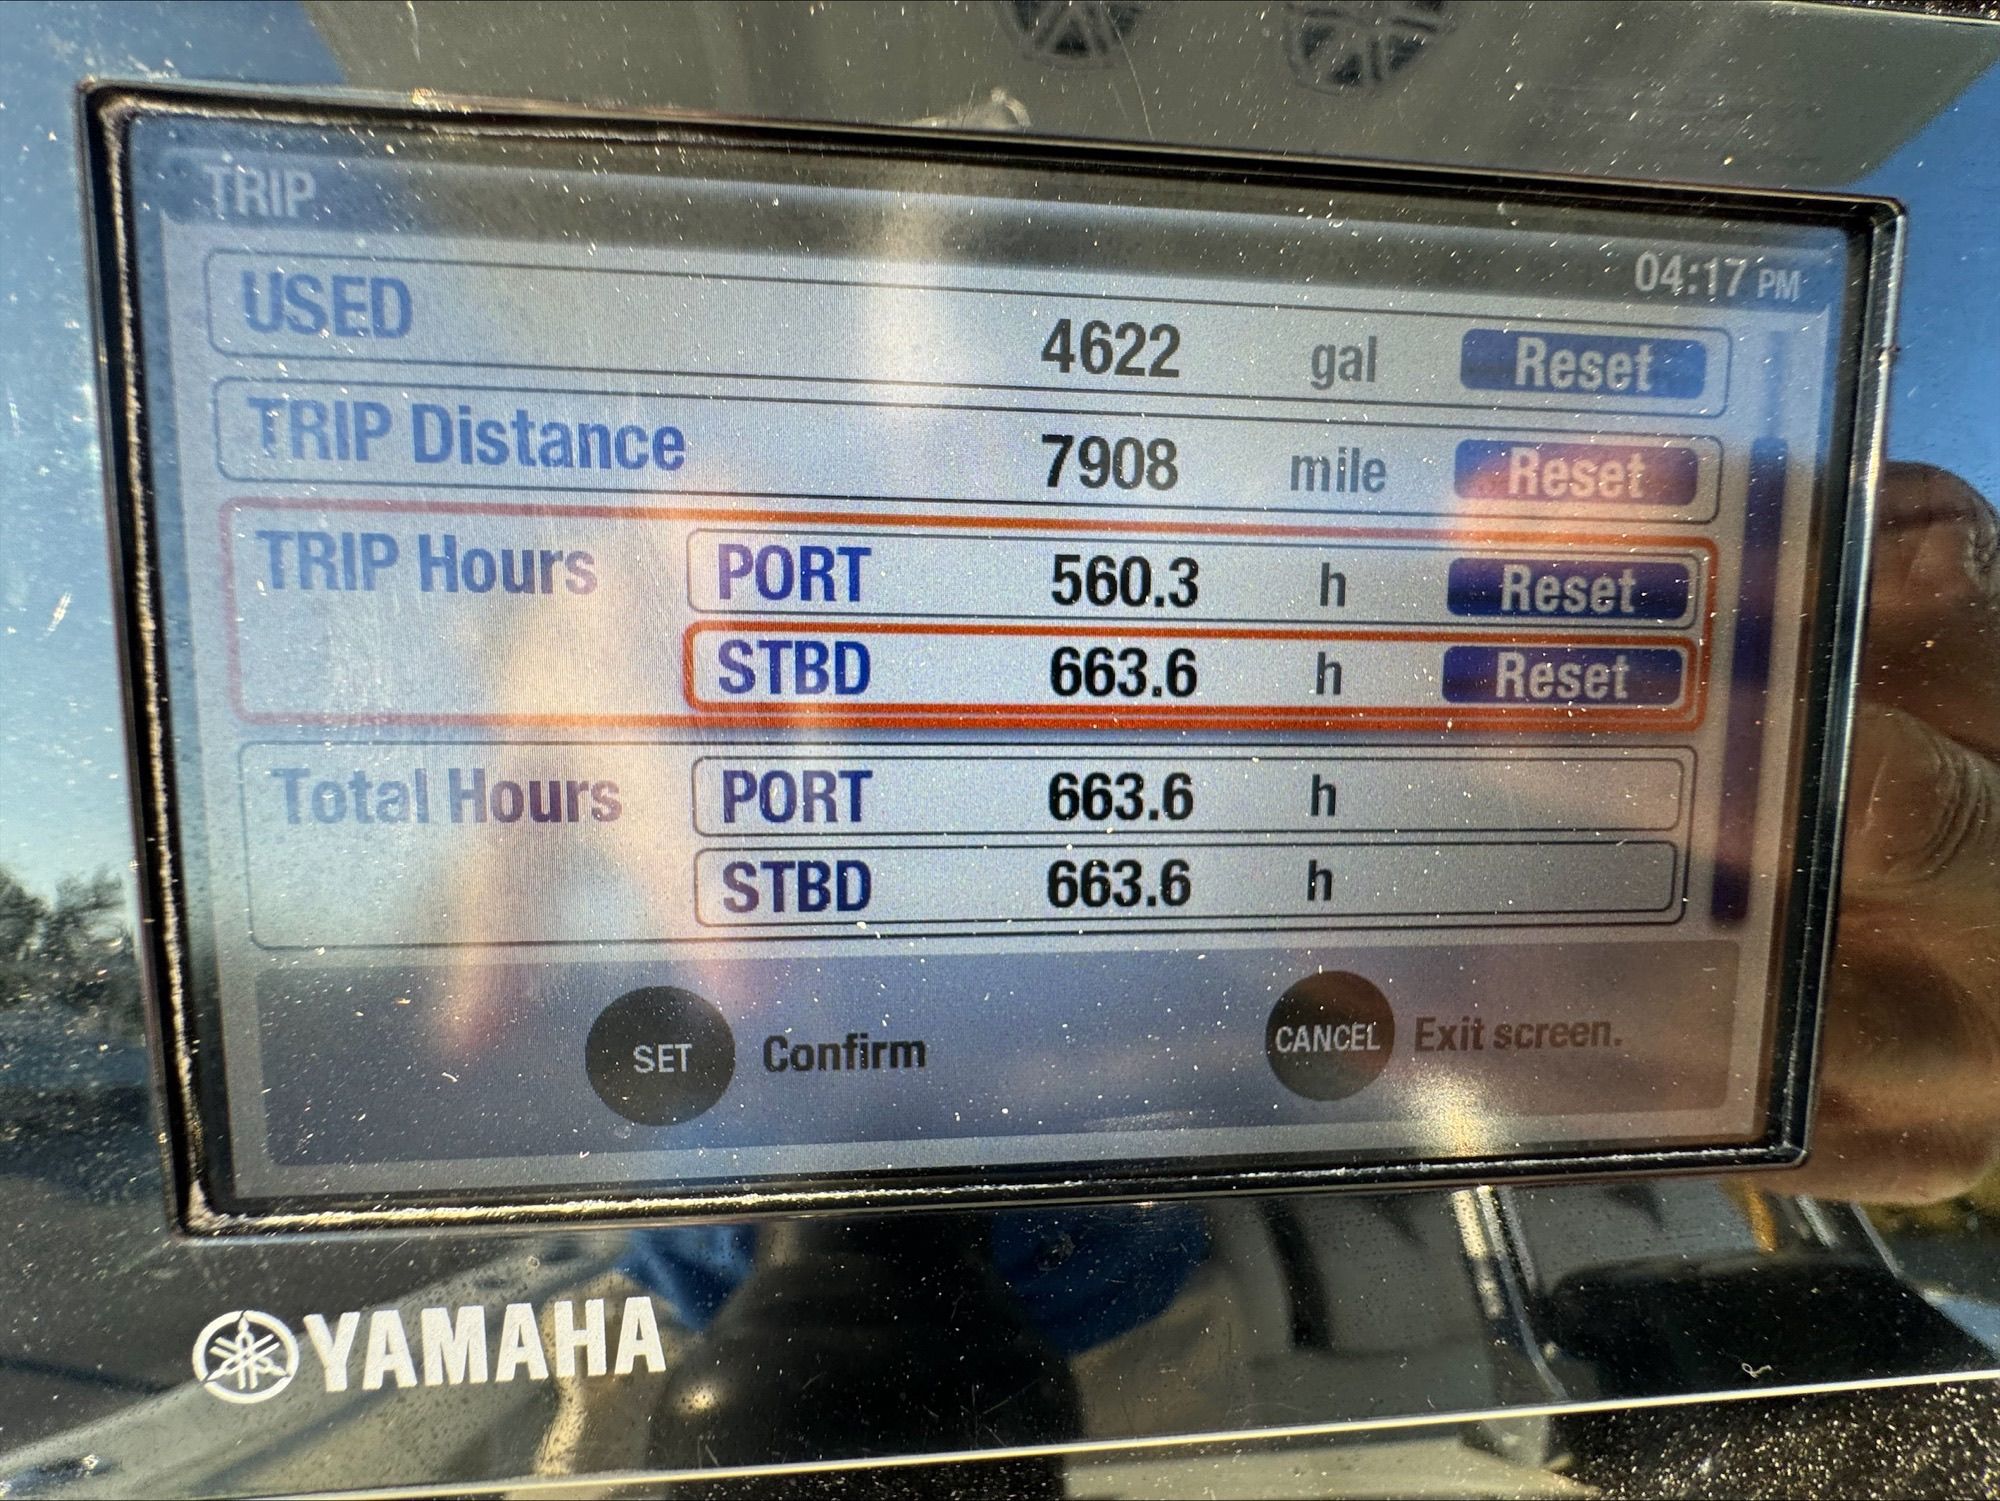 TRIP
04:17 PM
USED 4622 gal Reset
TRIP Distance 7908 mile Reset
TRIP Hours PORT 560.3 h Reset
STBD 663.6 h Reset
Total Hours PORT 663.6 h
STBD 663.6 h
SET Confirm CANCEL Exit screen.
YAMAHA